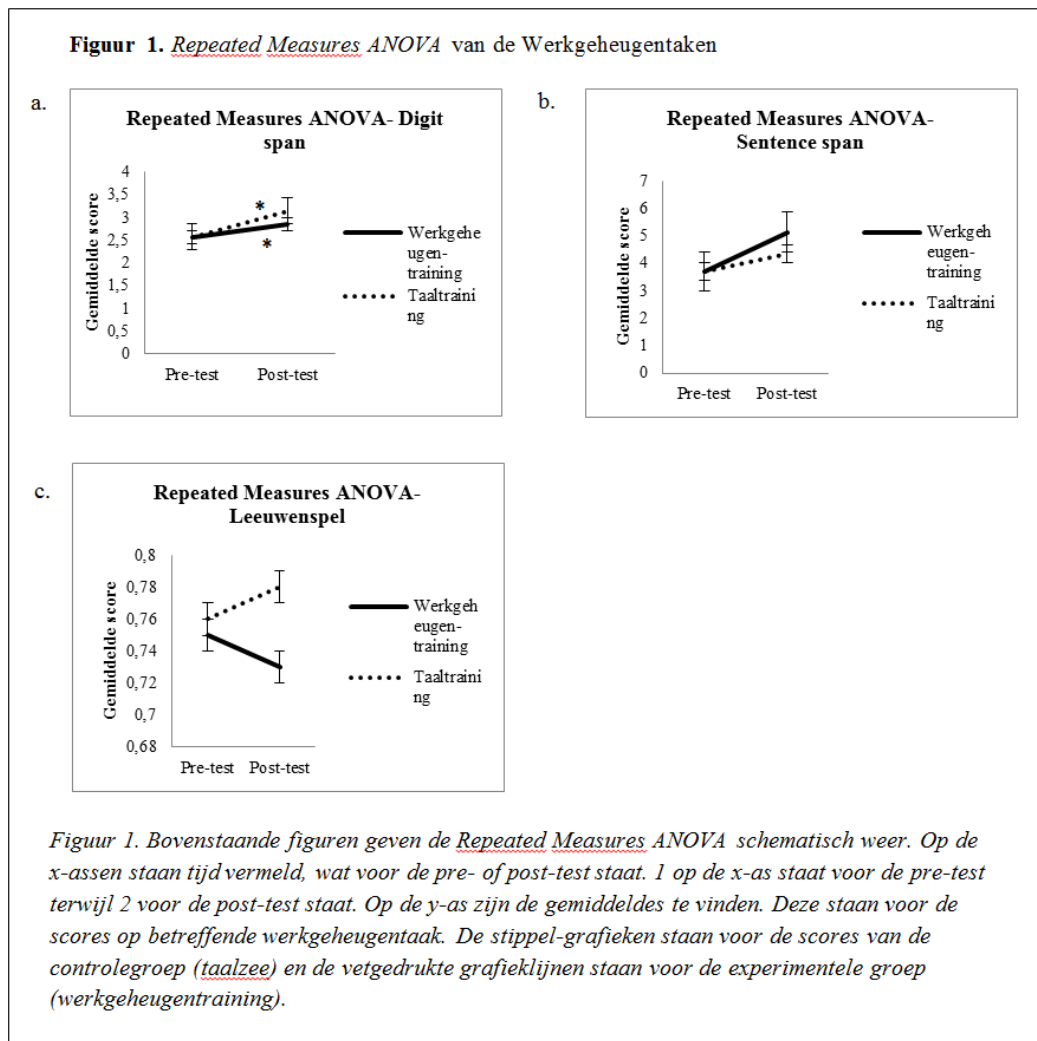 Figuur 1. Repeated Measures ANOVA van de Werkgeheugentaken
a.
Repeated Measures ANOVA- Digit
span
Gemiddelde score
4
3,5
3
2,5
2
1,5
1
0,5
0
*
*
Pre-test Post-test
Werkgehe
ugen-
training
Taaltraini
ng
b.
Repeated Measures ANOVA-
Sentence span
Gemiddelde score
7
6
5
4
3
2
1
0
Pre-test Post-test
Werkgeh
eugen-
training
Taaltraini
ng
c.
Repeated Measures ANOVA-
Leeuwenspel
Gemiddelde score
0,8
0,78
0,76
0,74
0,72
0,7
0,68
Pre-test Post-test
Werkgeh
eugen-
training
Taaltraini
ng
Figuur 1. Bovenstaande figuren geven de Repeated Measures ANOVA schematisch weer. Op de
x-assen staan tijd vermeld, wat voor de pre- of post-test staat. 1 op de x-as staat voor de pre-test
terwijl 2 voor de post-test staat. Op de y-as zijn de gemiddeldes te vinden. Deze staan voor de
scores op betreffende werkgeheugentaak. De stippel-grafieken staan voor de scores van de
controlegroep (taalzee) en de vetgedrukte grafieklijnen staan voor de experimentele groep
(werkgeheugentraining).